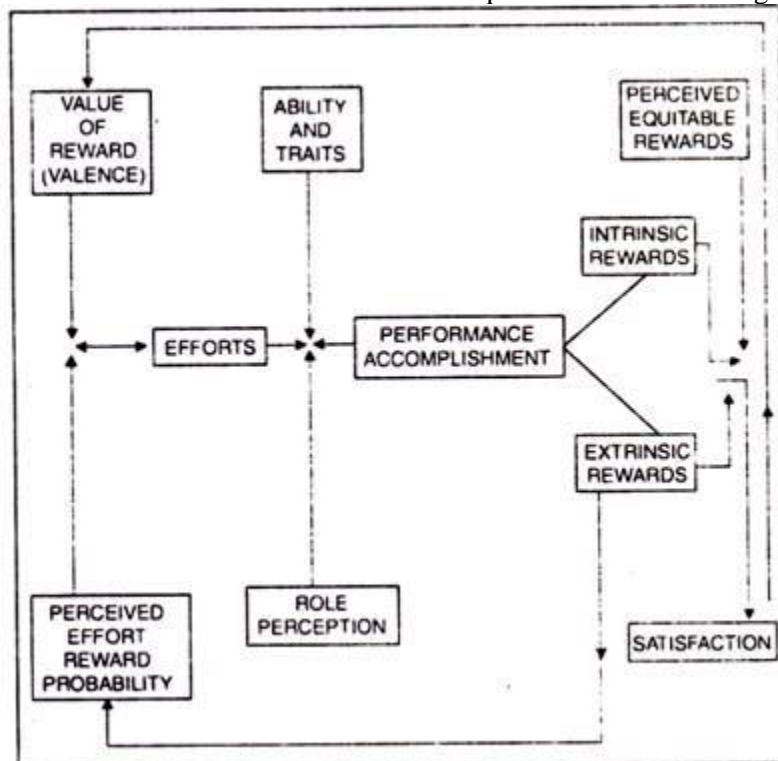 VALUE
OF
REWARD
(VALENCE)
ABILITY
AND
TRAITS
PERCEIVED
EQUITABLE
REWARDS
INTRINSIC
REWARDS
EFFORTS
PERFORMANCE
ACCOMPLISHMENT
EXTRINSIC
REWARDS
PERCEIVED
EFFORT
REWARD
PROBABILITY
ROLE
PERCEPTION
SATISFACTION